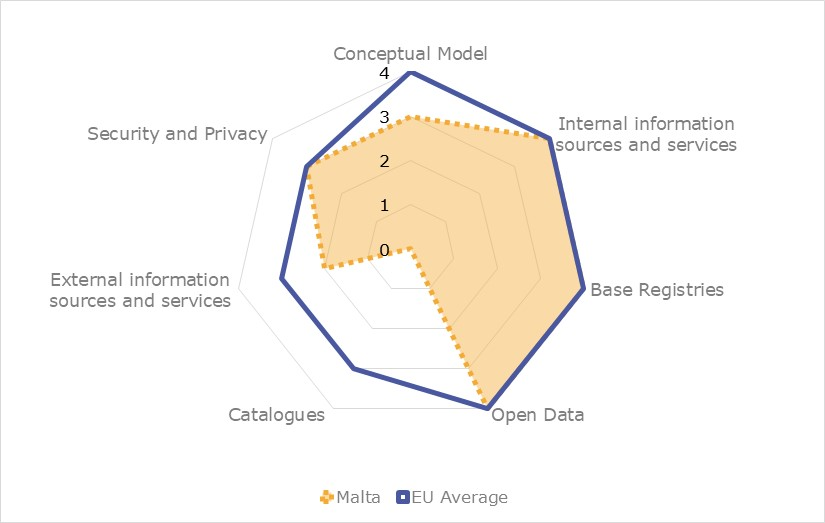 Conceptual Model
4
3
2
1
0
Internal information
sources and services
Base Registries
Open Data
Catalogues
External information
sources and services
Security and Privacy
Malta
EU Average